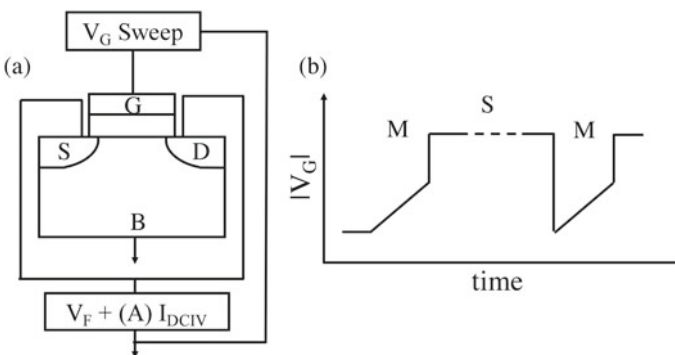 V_G Sweep
(a)
G
S
D
B
V_F + (A) I_DCIV
(b)
S
M
M
|V_G|
time